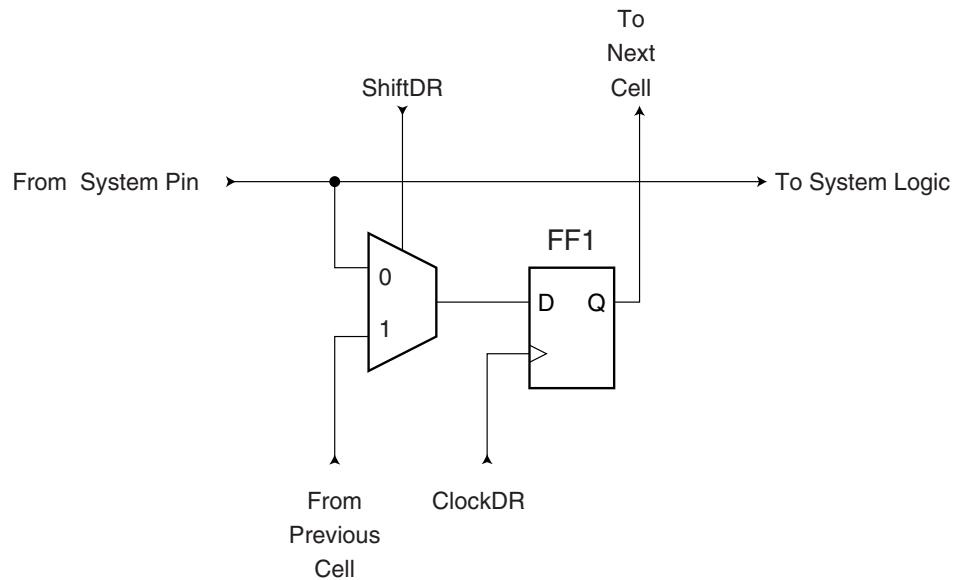 To
Next
Cell
ShiftDR
From System Pin
To System Logic
FF1
0
D Q
1
From
Previous
Cell
ClockDR